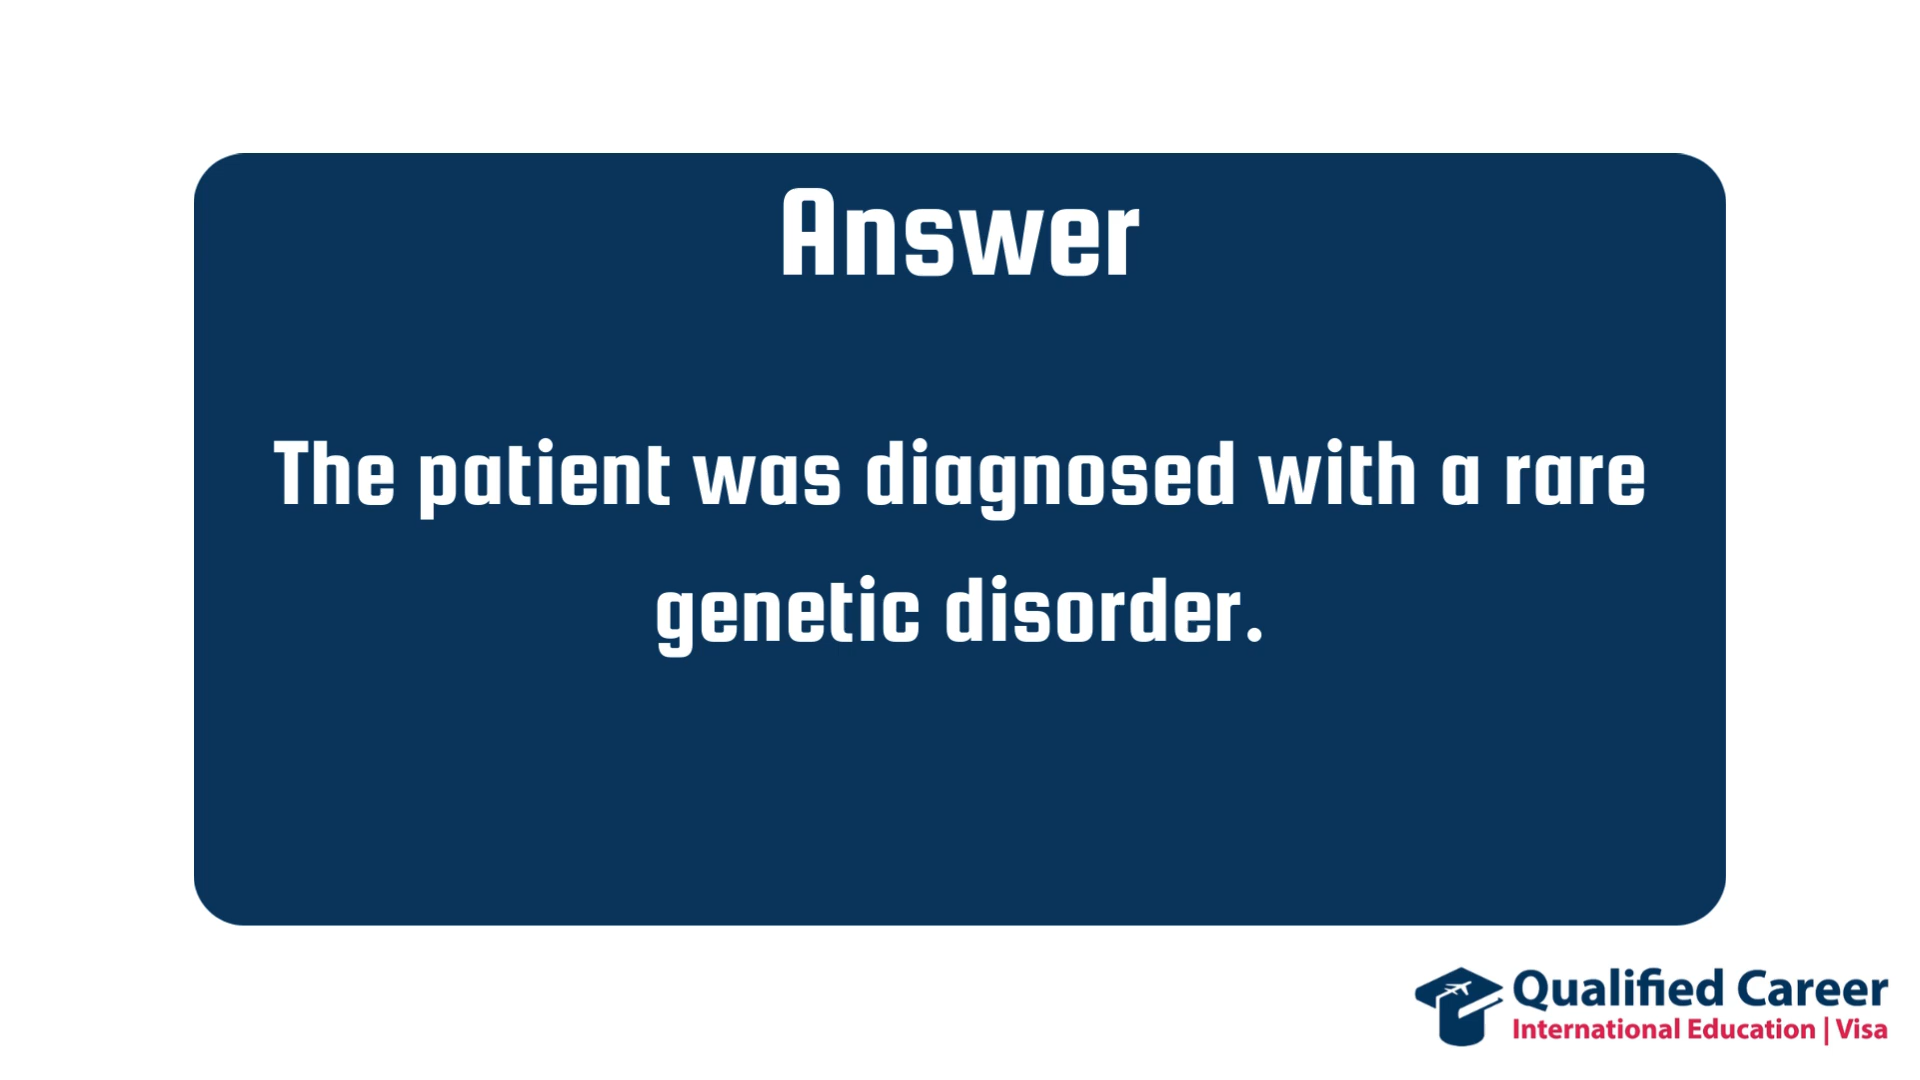 Answer
The patient was diagnosed with a rare
genetic disorder.
Qualified Career
International Education | Visa